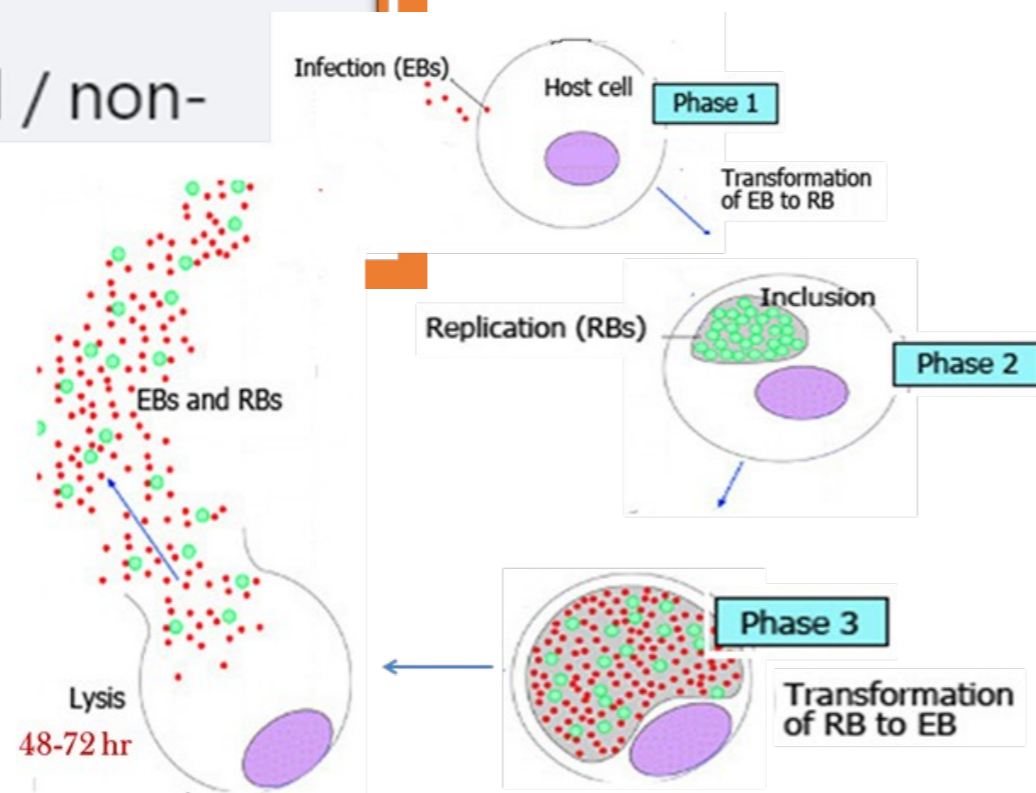 / non-
Infection (EBs)
Host cell
Phase 1
Transformation
of EB to RB
Inclusion
Replication (RBs)
Phase 2
EBs and RBs
Phase 3
Transformation
of RB to EB
Lysis
48-72 hr